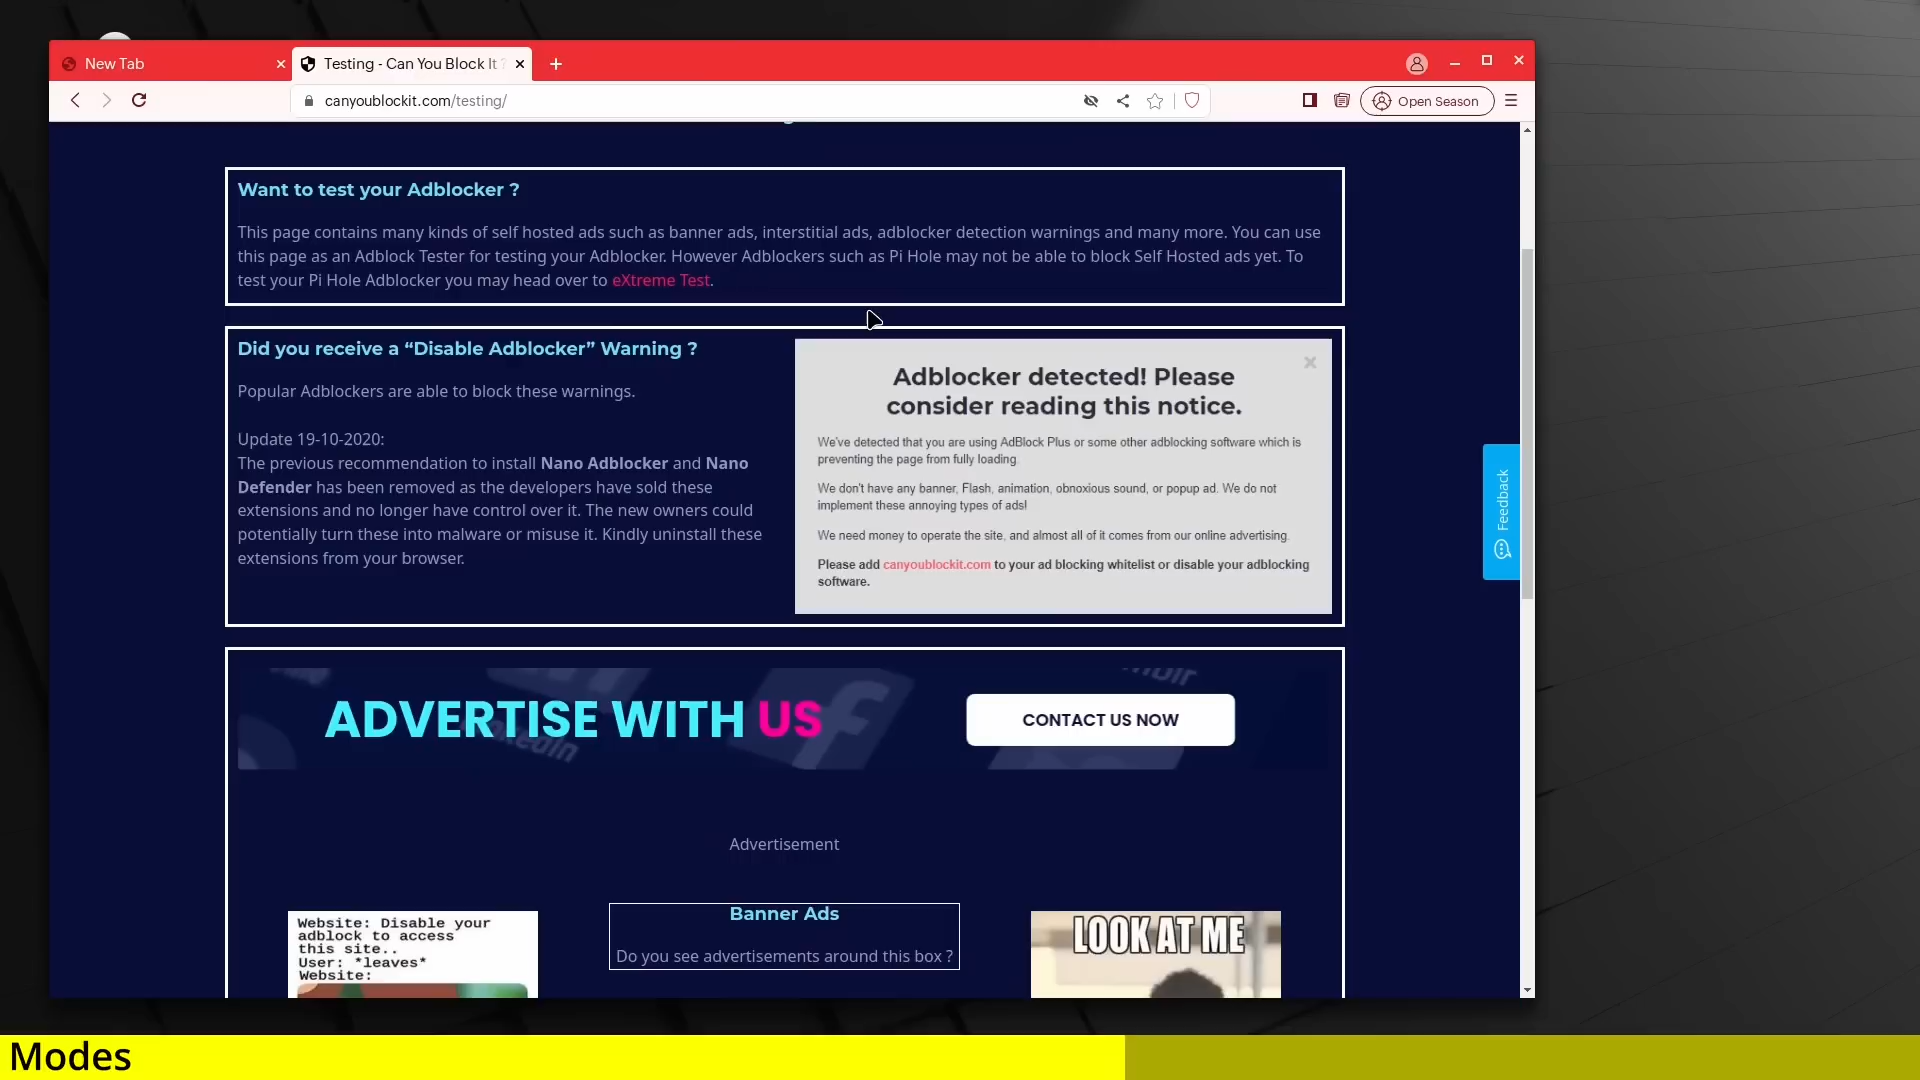 New Tab
Testing - Can You Block It ?
canyoublockit.com/testing/
Open Season
Want to test your Adblocker ?
This page contains many kinds of self hosted ads such as banner ads, interstitial ads, adblocker detection warnings and many more. You can use
this page as an Adblock Tester for testing your Adblocker. However Adblockers such as Pi Hole may not be able to block Self Hosted ads yet. To
test your Pi Hole Adblocker you may head over to eXtreme Test.
Did you receive a “Disable Adblocker” Warning ?
Popular Adblockers are able to block these warnings.
Update 19-10-2020:
The previous recommendation to install Nano Adblocker and Nano
Defender has been removed as the developers have sold these
extensions and no longer have control over it. The new owners could
potentially turn these into malware or misuse it. Kindly uninstall these
extensions from your browser.
Adblocker detected! Please
consider reading this notice.
We've detected that you are using AdBlock Plus or some other adblocking software which is
preventing the page from fully loading.
We don't have any banner, Flash, animation, obnoxious sound, or popup ad. We do not
implement these annoying types of ads!
We need money to operate the site, and almost all of it comes from our online advertising.
Please add canyoublockit.com to your ad blocking whitelist or disable your adblocking
software.
Feedback
ADVERTISE WITH US
CONTACT US NOW
Advertisement
Website: Disable your
adblock to access
this site..
User: *leaves*
Website:
Banner Ads
Do you see advertisements around this box ?
LOOK AT ME
Modes